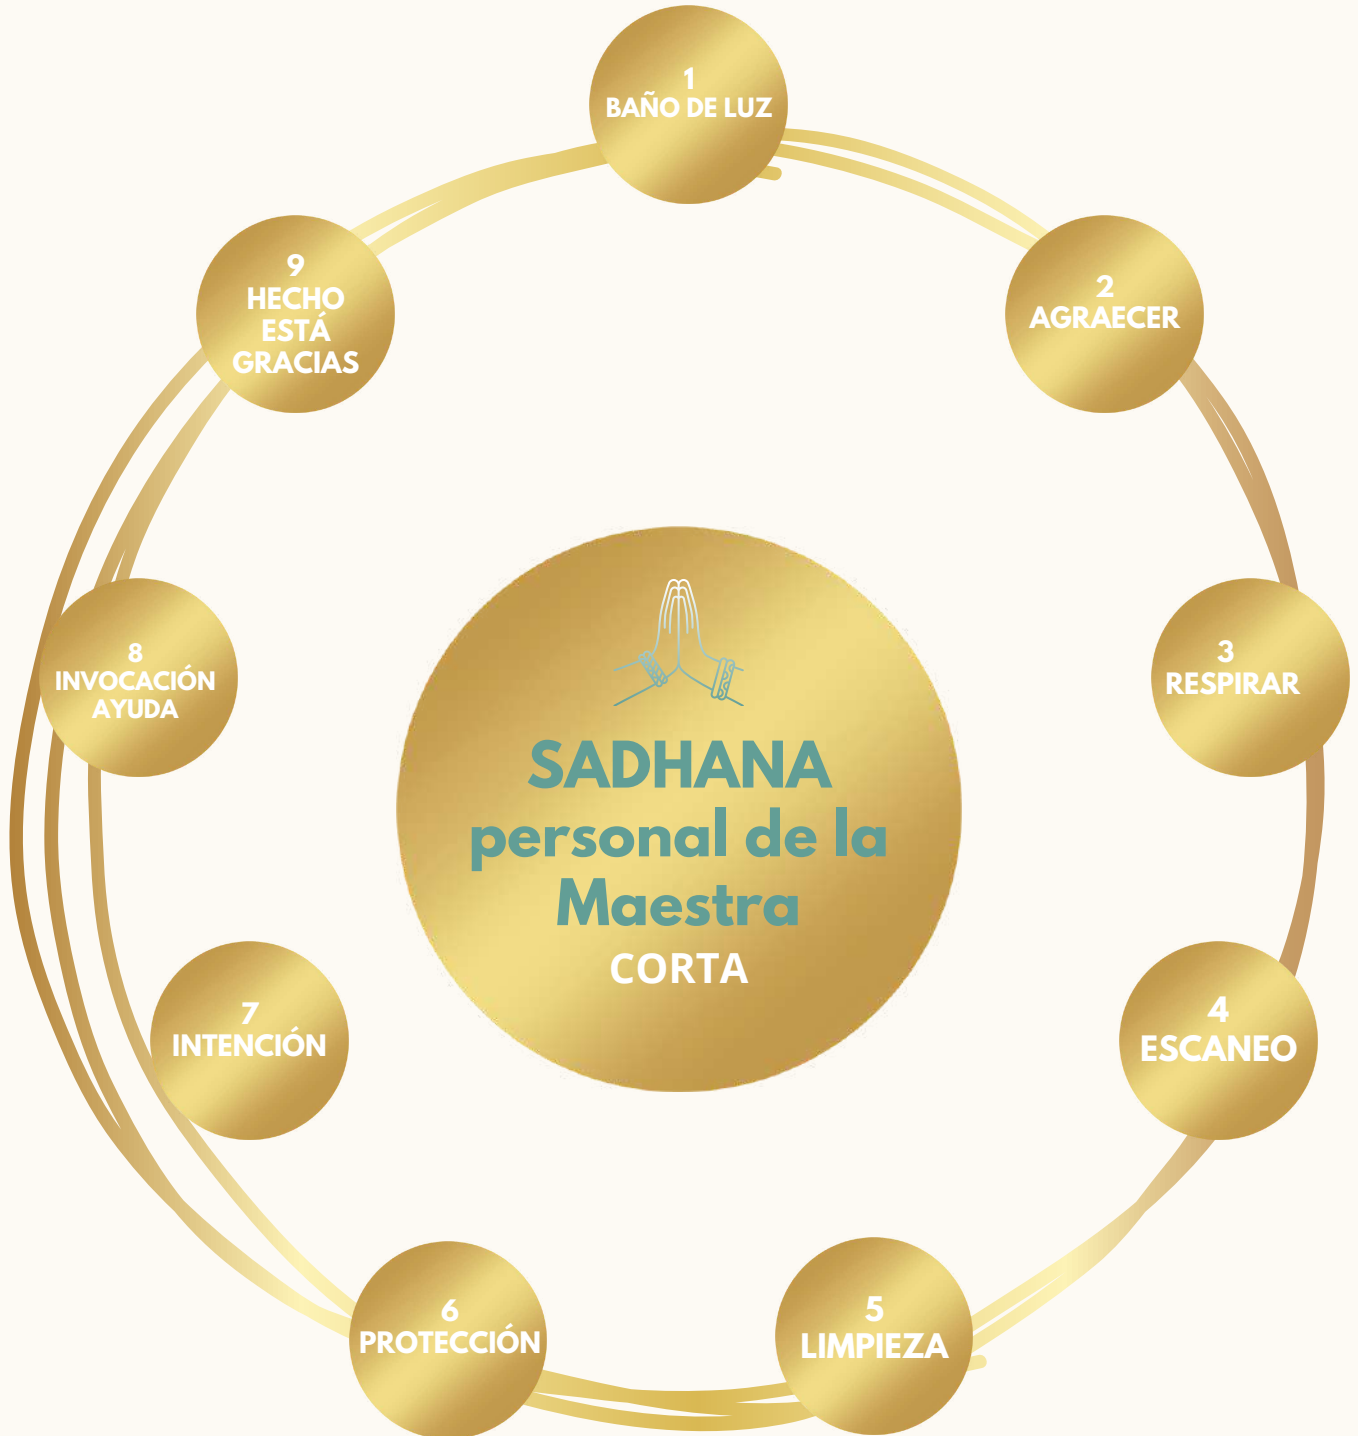 1
BAÑO DE LUZ
2
AGRAECER
3
RESPIRAR
4
ESCANEO
5
LIMPIEZA
6
PROTECCIÓN
7
INTENCIÓN
8
INVOCACIÓN
AYUDA
9
HECHO
ESTÁ
GRACIAS
SADHANA
personal de la
Maestra
CORTA